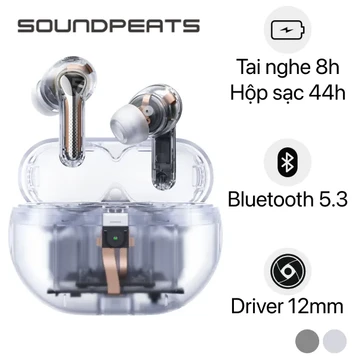 SOUNDPEATS
Tai nghe 8h
Hộp sạc 44h
Bluetooth 5.3
Driver 12mm